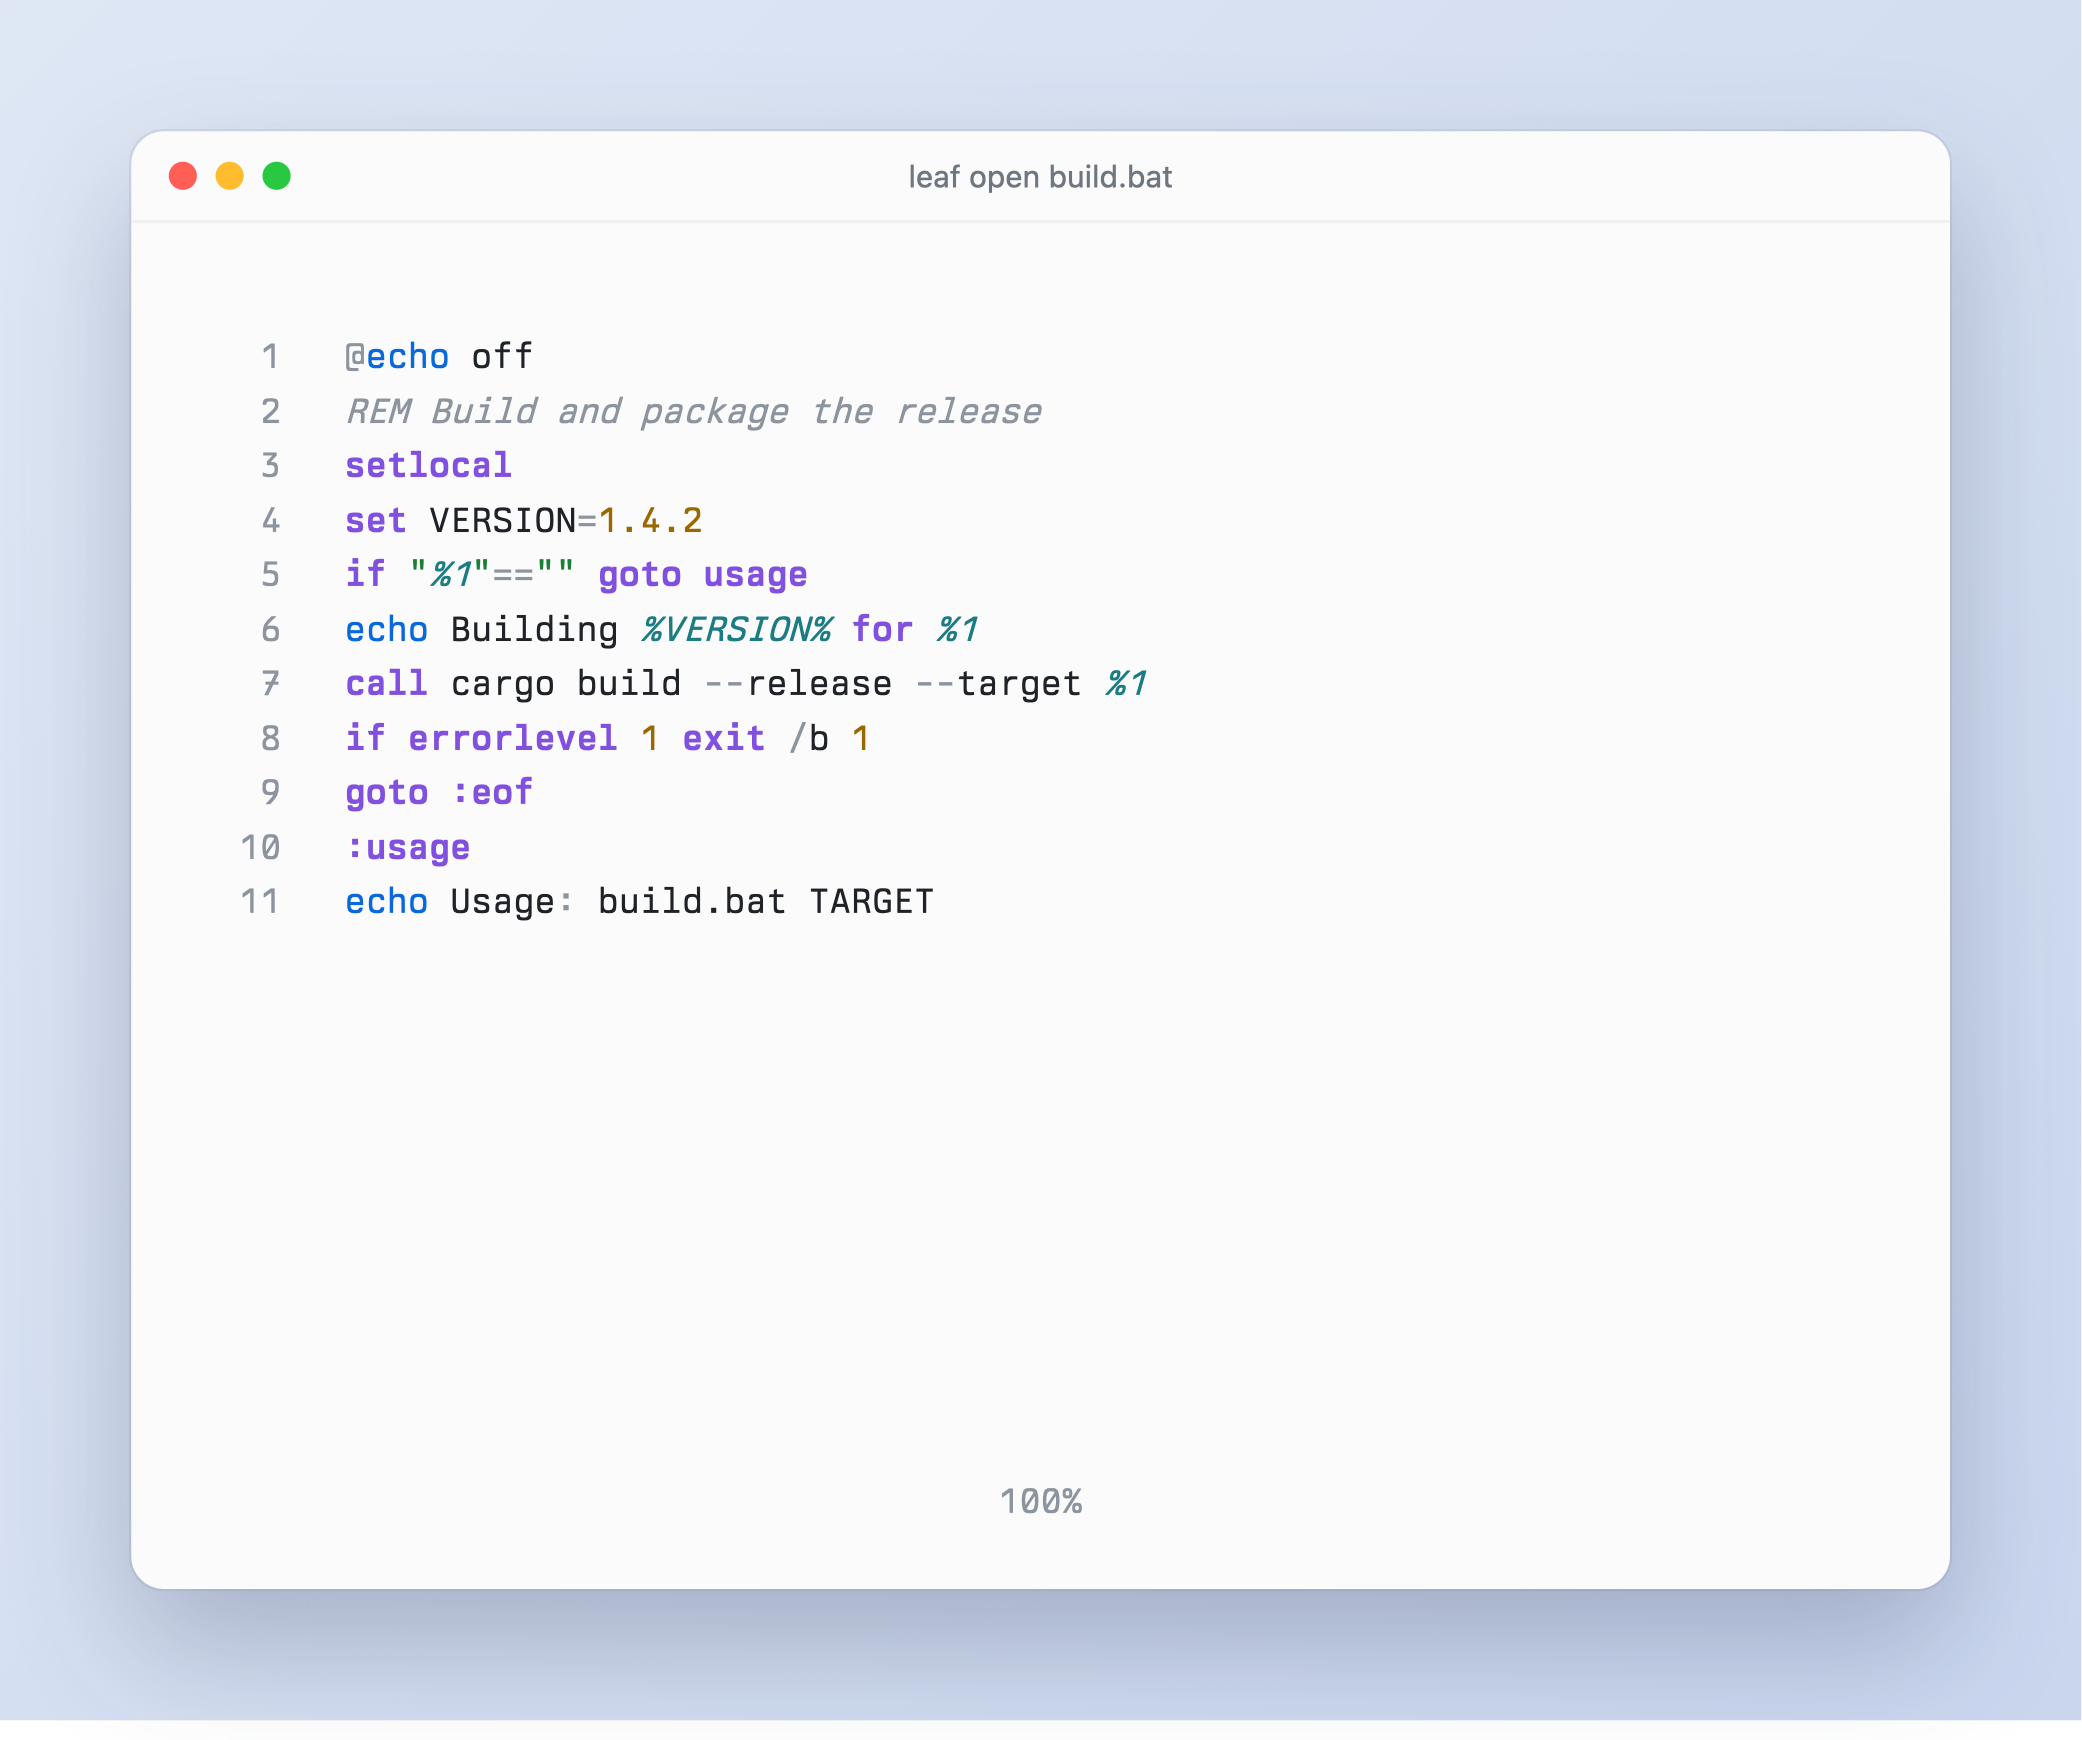 leaf open build.bat
1 @echo off
2 REM Build and package the release
3 setlocal
4 set VERSION=1.4.2
5 if "%1"=="" goto usage
6 echo Building %VERSION% for %1
7 call cargo build --release --target %1
8 if errorlevel 1 exit /b 1
9 goto :eof
10 :usage
11 echo Usage: build.bat TARGET
100%